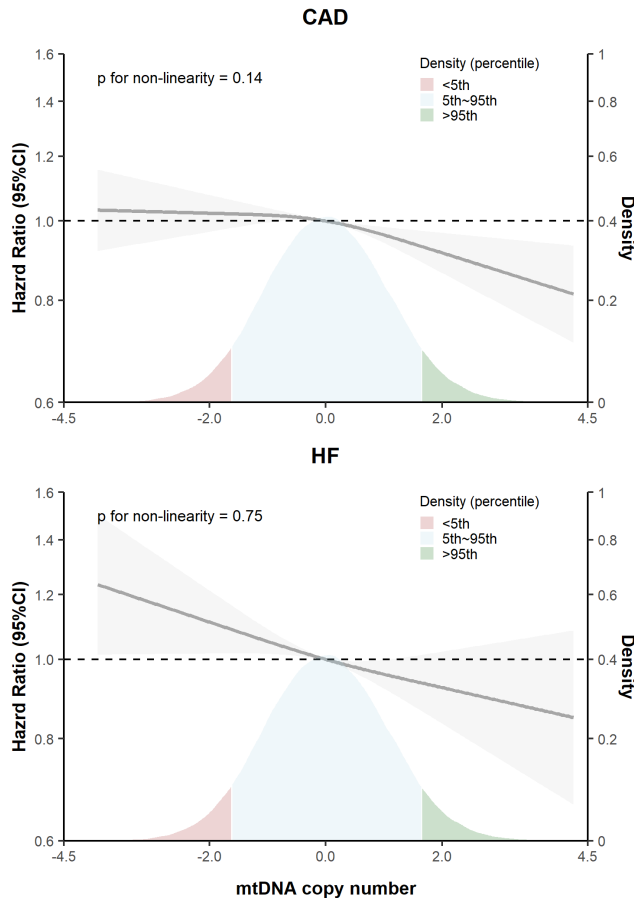 CAD
p for non-linearity = 0.14
Density (percentile)
<5th
5th~95th
>95th
Hazrd Ratio (95%CI)
1.6
1.4
1.2
1.0
0.8
0.6
Density
1
0.8
0.6
0.4
0.2
0
-4.5
-2.0
0.0
2.0
4.5
HF
p for non-linearity = 0.75
Density (percentile)
<5th
5th~95th
>95th
Hazrd Ratio (95%CI)
1.6
1.4
1.2
1.0
0.8
0.6
Density
1
0.8
0.6
0.4
0.2
0
-4.5
-2.0
0.0
2.0
4.5
mtDNA copy number